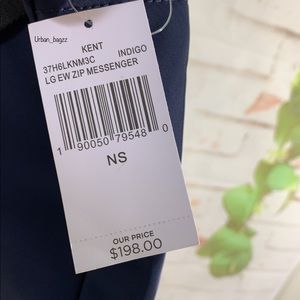 Urban_bagzz
KENT
37H6LKNM3C INDIGO
LG EW ZIP MESSENGER
1 90050 79548 0
NS
OUR PRICE
$198.00